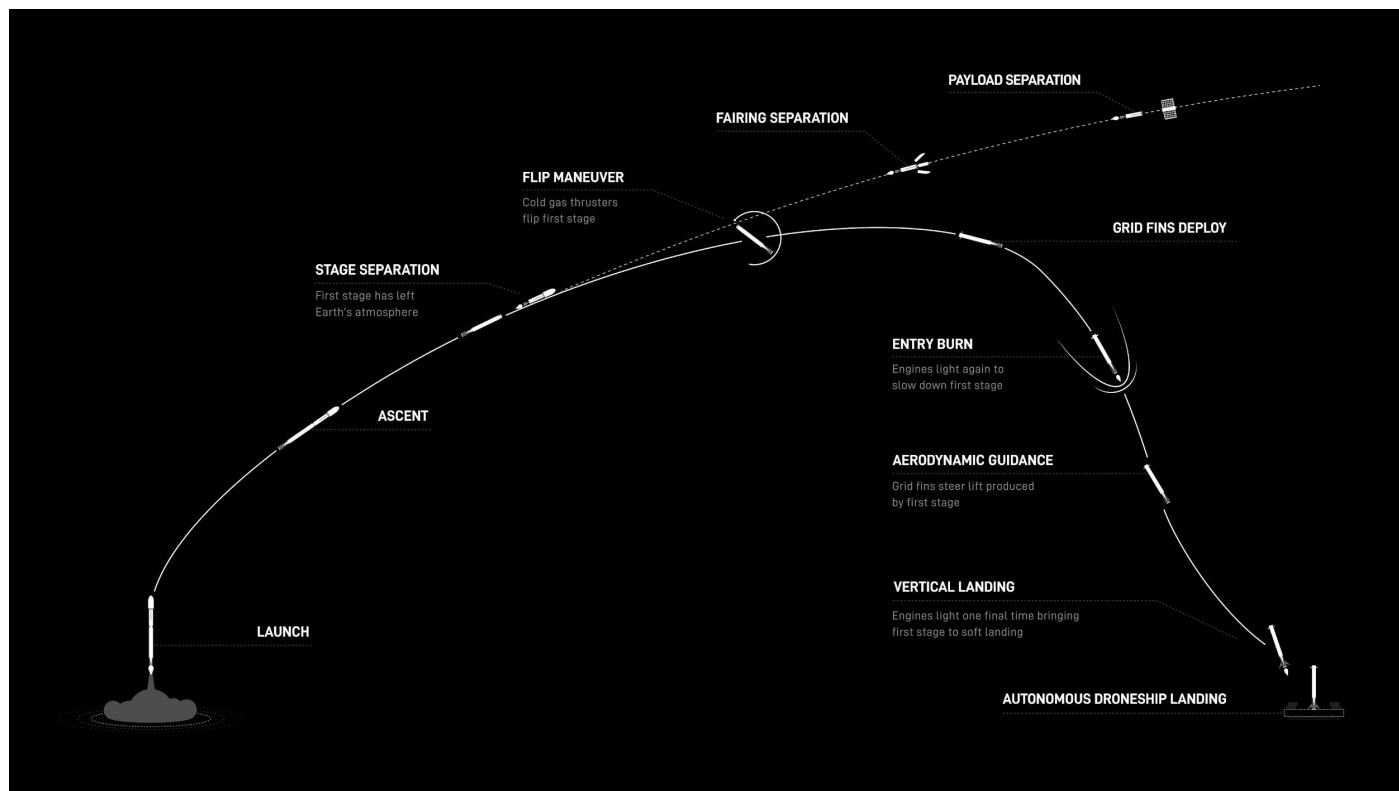 PAYLOAD SEPARATION
FAIRING SEPARATION
FLIP MANEUVER
Cold gas thrusters
flip first stage
GRID FINS DEPLOY
STAGE SEPARATION
First stage has left
Earth's atmosphere
ENTRY BURN
Engines light again to
slow down first stage
ASCENT
AERODYNAMIC GUIDANCE
Grid fins steer lift produced
by first stage
VERTICAL LANDING
Engines light one final time bringing
first stage to soft landing
LAUNCH
AUTONOMOUS DRONESHIP LANDING